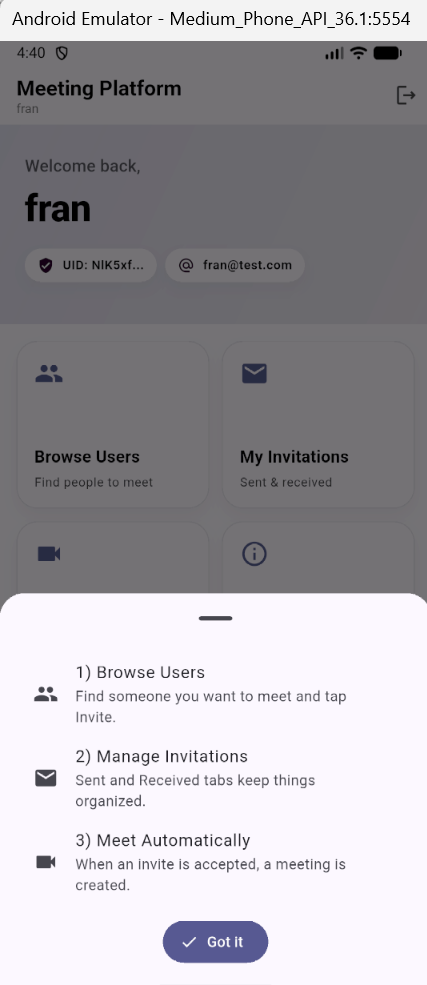 Android Emulator - Medium_Phone_API_36.1:5554
4:40
Meeting Platform
fran
Welcome back,
fran
UID: NlK5xf...
fran@test.com
Browse Users
Find people to meet
My Invitations
Sent & received
1) Browse Users
Find someone you want to meet and tap
Invite.
2) Manage Invitations
Sent and Received tabs keep things
organized.
3) Meet Automatically
When an invite is accepted, a meeting is
created.
Got it